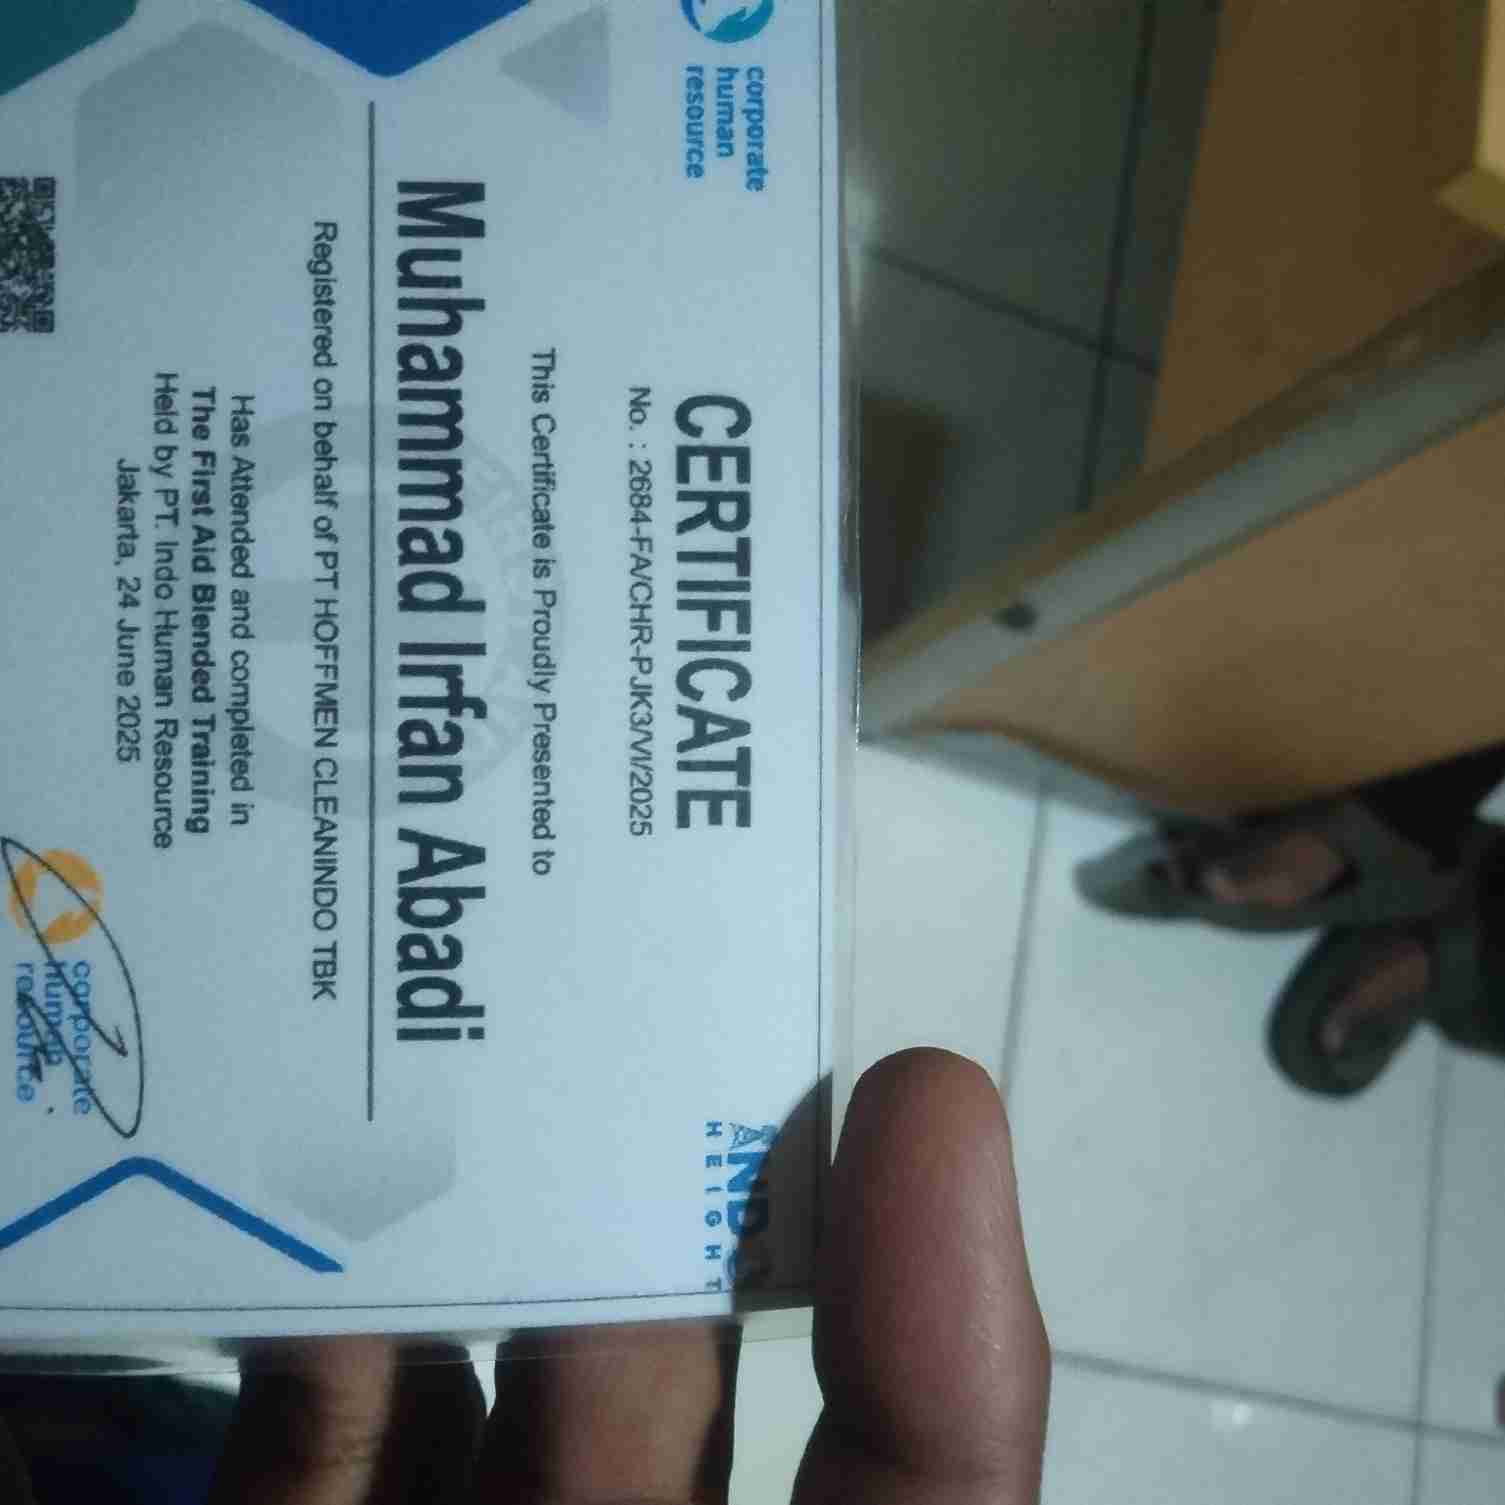 corporate
human
resource
HEIGHT
CERTIFICATE
No. : 2684-FA/CHR-PJK3/VI/2025
This Certificate is Proudly Presented to
Muhammad Irfan Abadi
Registered on behalf of PT HOFFMEN CLEANINDO TBK
Has Attended and completed in
The First Aid Blended Training
Held by PT. Indo Human Resource
Jakarta, 24 June 2025
corporate
human
resource